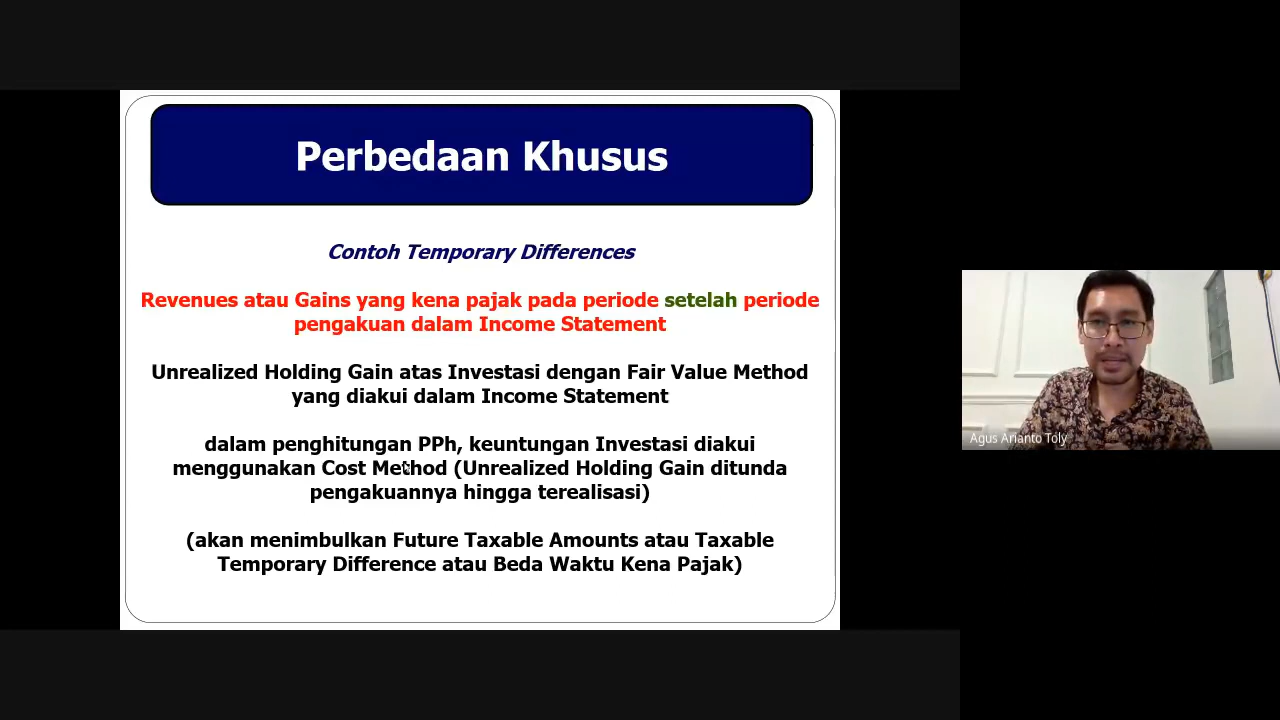 Perbedaan Khusus
Contoh Temporary Differences
Revenues atau Gains yang kena pajak pada periode setelah periode
pengakuan dalam Income Statement
Unrealized Holding Gain atas Investasi dengan Fair Value Method
yang diakui dalam Income Statement
dalam penghitungan PPh, keuntungan Investasi diakui
menggunakan Cost Method (Unrealized Holding Gain ditunda
pengakuannya hingga terealisasi)
(akan menimbulkan Future Taxable Amounts atau Taxable
Temporary Difference atau Beda Waktu Kena Pajak)
Agus Arianto Toly